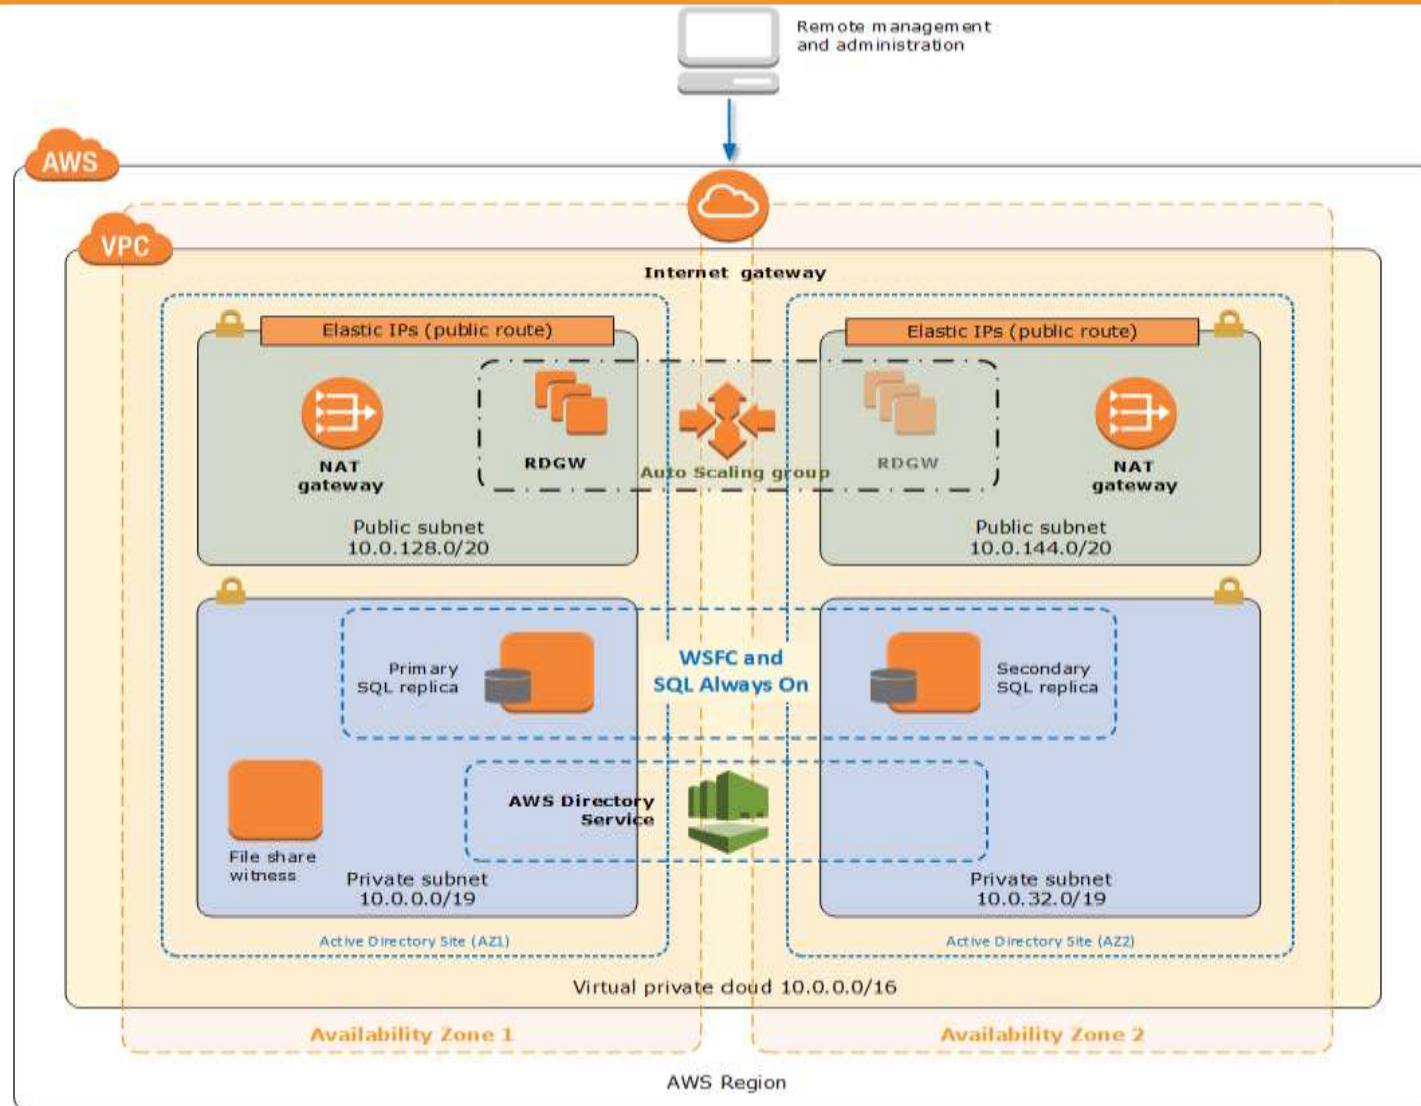 Remote management
and administration
AWS
VPC
Internet gateway
Elastic IPs (public route)
Elastic IPs (public route)
NAT
gateway
RDGW
Auto Scaling group
RDGW
NAT
gateway
Public subnet
10.0.128.0/20
Public subnet
10.0.144.0/20
Primary
SQL replica
WSFC and
SQL Always On
Secondary
SQL replica
AWS Directory
Service
File share
witness
Private subnet
10.0.0.0/19
Private subnet
10.0.32.0/19
Active Directory Site (AZ1)
Active Directory Site (AZ2)
Virtual private cloud 10.0.0.0/16
Availability Zone 1
Availability Zone 2
AWS Region